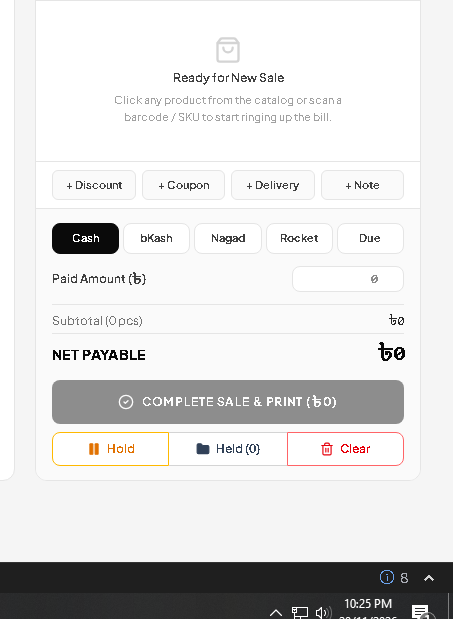 Ready for New Sale
Click any product from the catalog or scan a
barcode / SKU to start ringing up the bill.
+ Discount + Coupon + Delivery + Note
Cash bKash Nagad Rocket Due
Paid Amount (৳) 0
Subtotal (0 pcs) ৳0
NET PAYABLE ৳0
COMPLETE SALE & PRINT (৳0)
Hold Held (0) Clear
8
10:25 PM